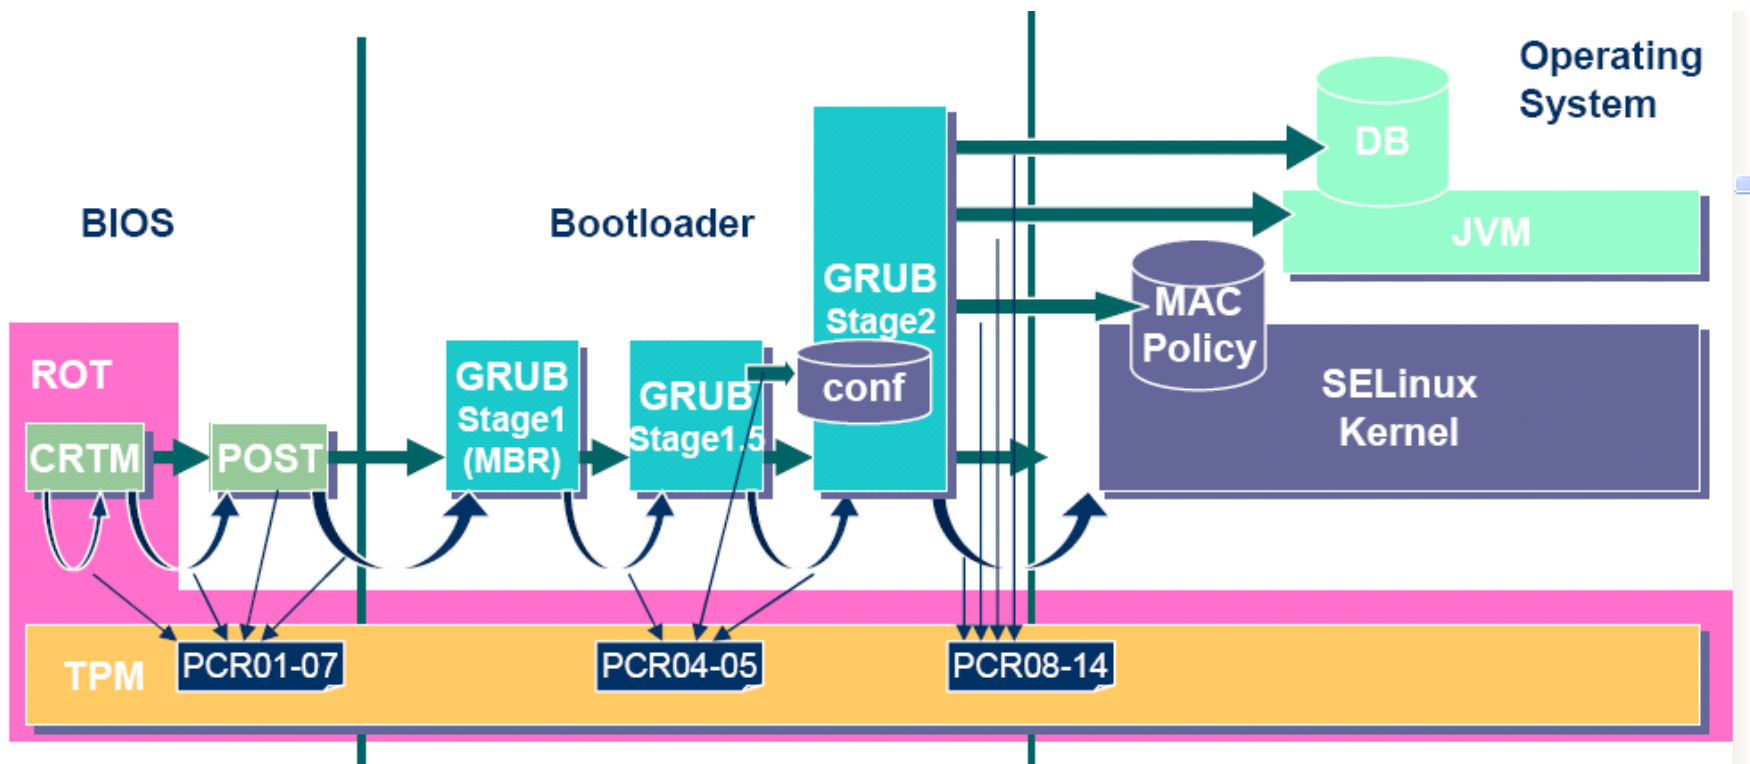 Operating
System
DB
BIOS
Bootloader
JVM
GRUB
Stage2
MAC
Policy
ROT
GRUB
Stage1
(MBR)
GRUB
Stage1.5
conf
SELinux
Kernel
CRTM
POST
TPM
PCR01-07
PCR04-05
PCR08-14